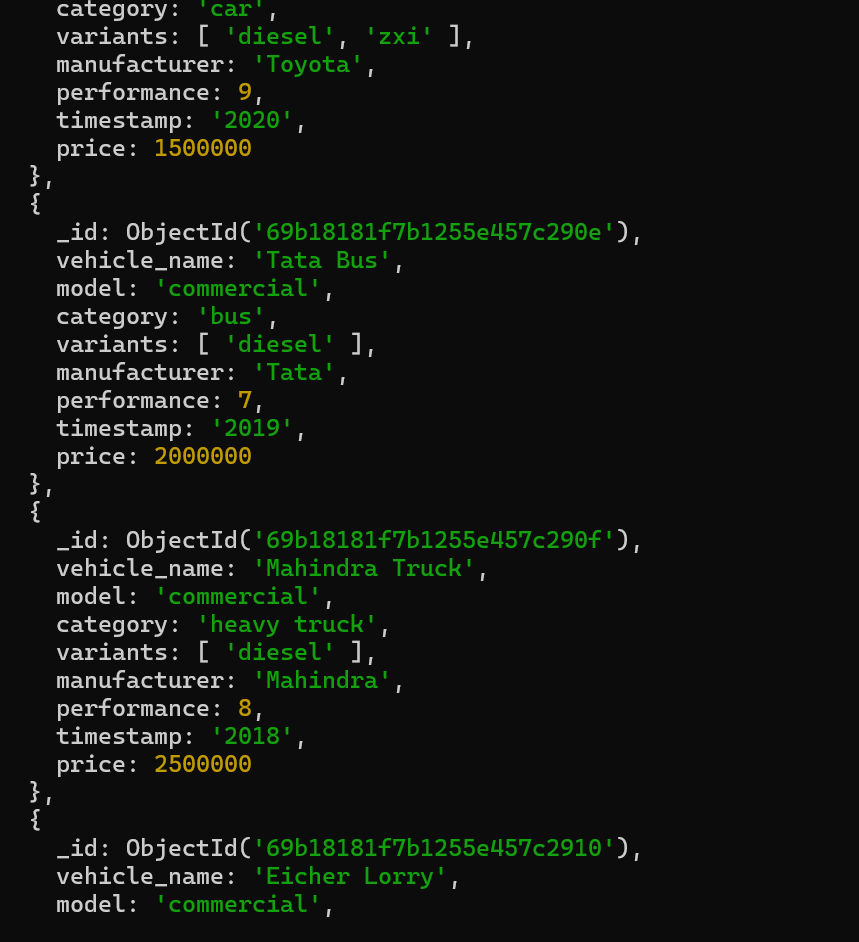 category: 'car',
variants: [ 'diesel', 'zxi' ],
manufacturer: 'Toyota',
performance: 9,
timestamp: '2020',
price: 1500000
},
{
_id: ObjectId('69b18181f7b1255e457c290e'),
vehicle_name: 'Tata Bus',
model: 'commercial',
category: 'bus',
variants: [ 'diesel' ],
manufacturer: 'Tata',
performance: 7,
timestamp: '2019',
price: 2000000
},
{
_id: ObjectId('69b18181f7b1255e457c290f'),
vehicle_name: 'Mahindra Truck',
model: 'commercial',
category: 'heavy truck',
variants: [ 'diesel' ],
manufacturer: 'Mahindra',
performance: 8,
timestamp: '2018',
price: 2500000
},
{
_id: ObjectId('69b18181f7b1255e457c2910'),
vehicle_name: 'Eicher Lorry',
model: 'commercial',